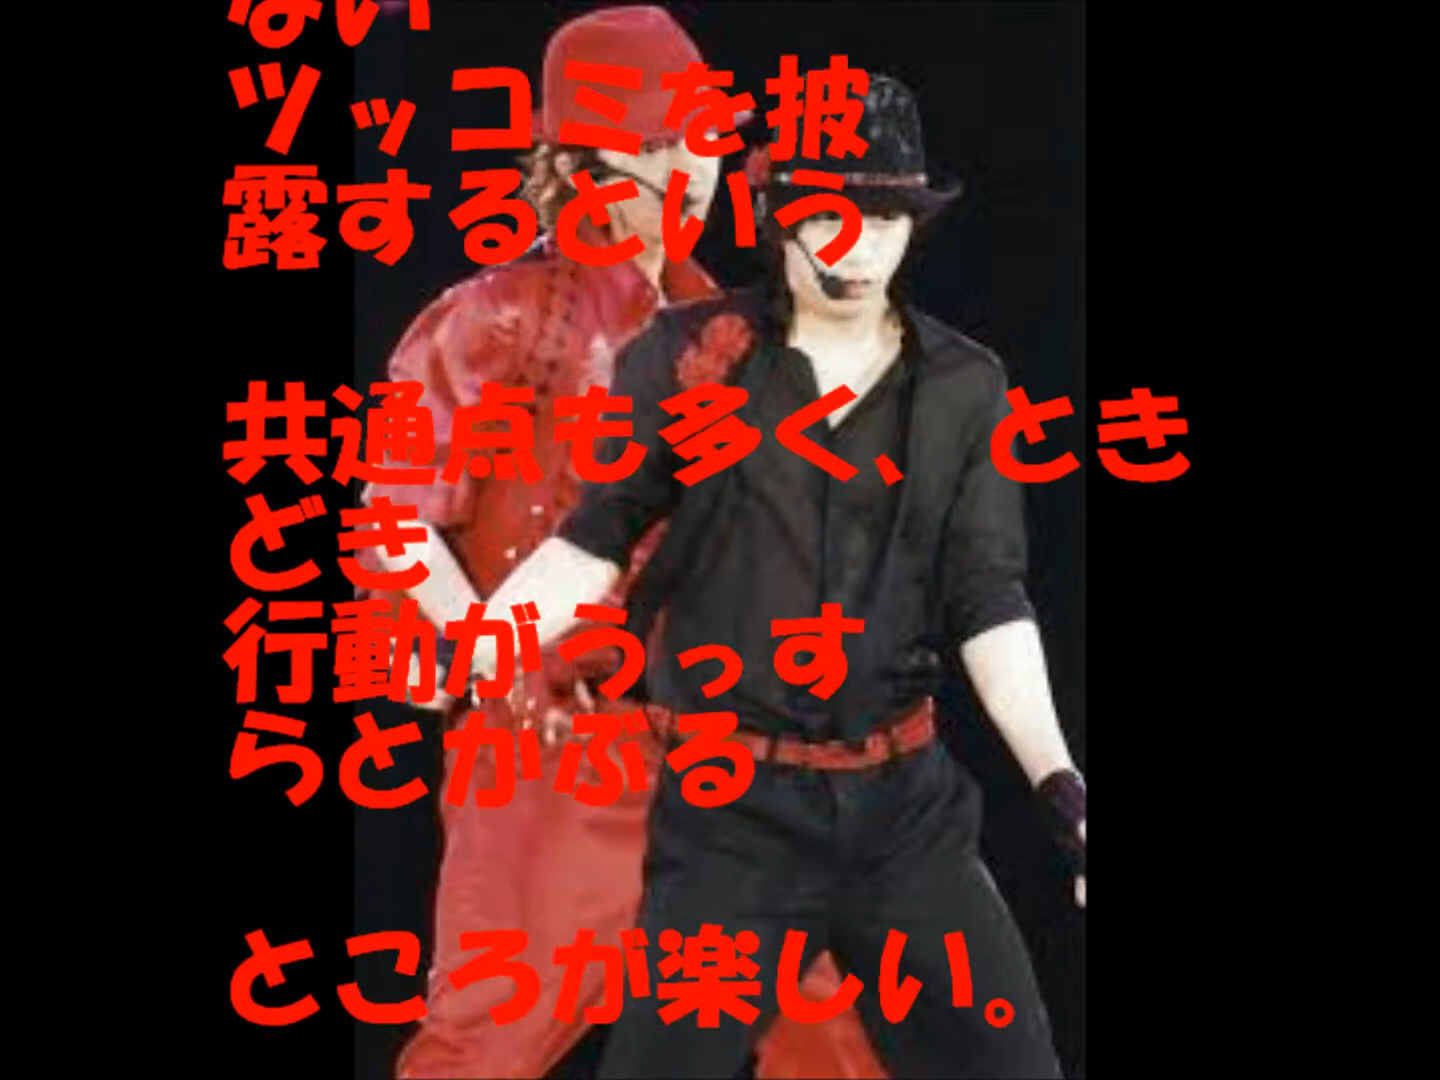 ない
ツッコミを披
露するという
共通点も多く、とき
どき
行動がうっす
らとかぶる
ところが楽しい。